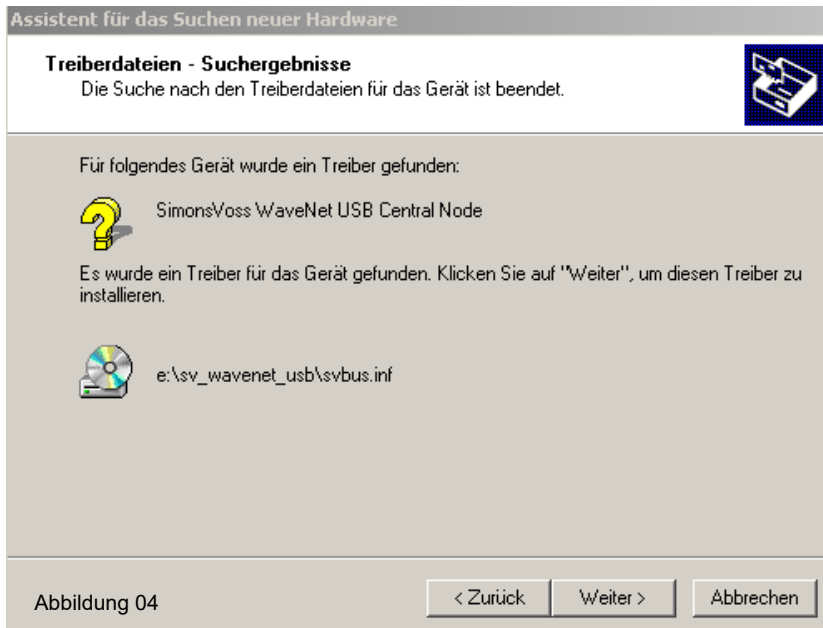 Assistent für das Suchen neuer Hardware
Treiberdateien - Suchergebnisse
Die Suche nach den Treiberdateien für das Gerät ist beendet.
Für folgendes Gerät wurde ein Treiber gefunden:
SimonsVoss WaveNet USB Central Node
Es wurde ein Treiber für das Gerät gefunden. Klicken Sie auf "Weiter", um diesen Treiber zu
installieren.
e:\sv_wavenet_usb\svbus.inf
Abbildung 04
< Zurück
Weiter >
Abbrechen